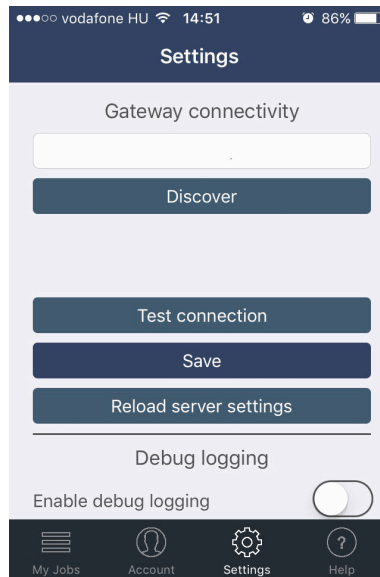 vodafone HU 14:51 86%
Settings
Gateway connectivity
Discover
Test connection
Save
Reload server settings
Debug logging
Enable debug logging
?
My Jobs Account Settings Help